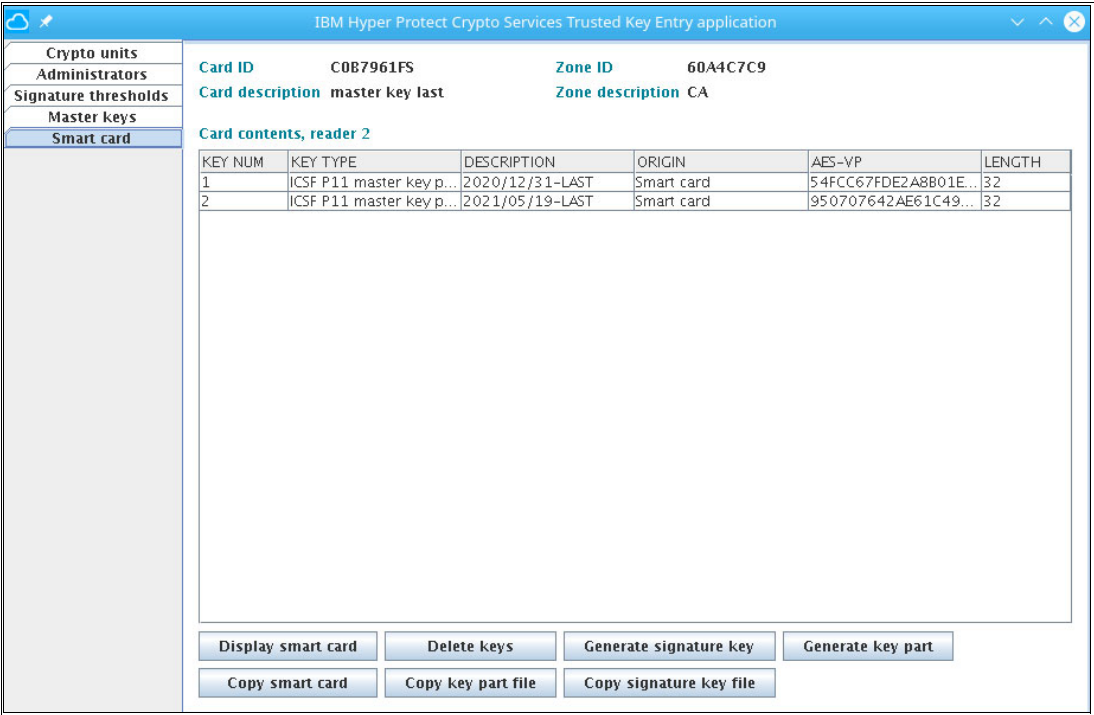 IBM Hyper Protect Crypto Services Trusted Key Entry application
Crypto units
Administrators
Signature thresholds
Master keys
Smart card
Card ID C0B7961FS Zone ID 60A4C7C9
Card description master key last Zone description CA
Card contents, reader 2
KEY NUM KEY TYPE DESCRIPTION ORIGIN AES-VP LENGTH
1 ICSF P11 master key p... 2020/12/31-LAST Smart card 54FCC67FDE2A8B01E... 32
2 ICSF P11 master key p... 2021/05/19-LAST Smart card 950707642AE61C49... 32
Display smart card Delete keys Generate signature key Generate key part
Copy smart card Copy key part file Copy signature key file